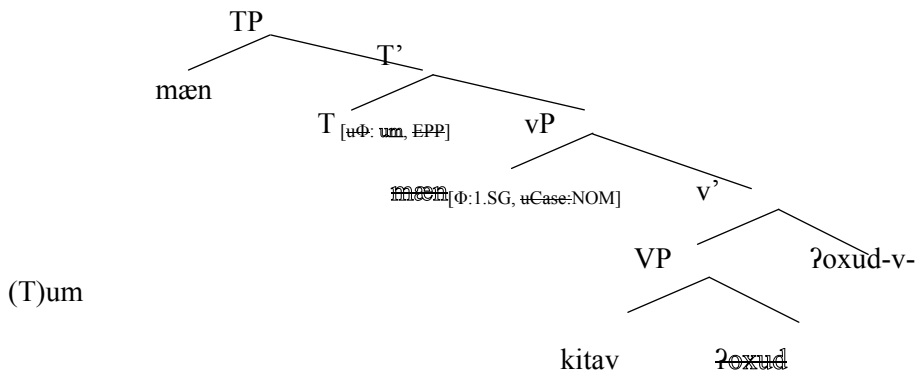 TP
T’
mæn
T [uΦ: um, EPP]
vP
mæn[Φ:1.SG, uCase:NOM]
v’
VP
ʔoxud-v-
(T)um
kitav
ʔoxud